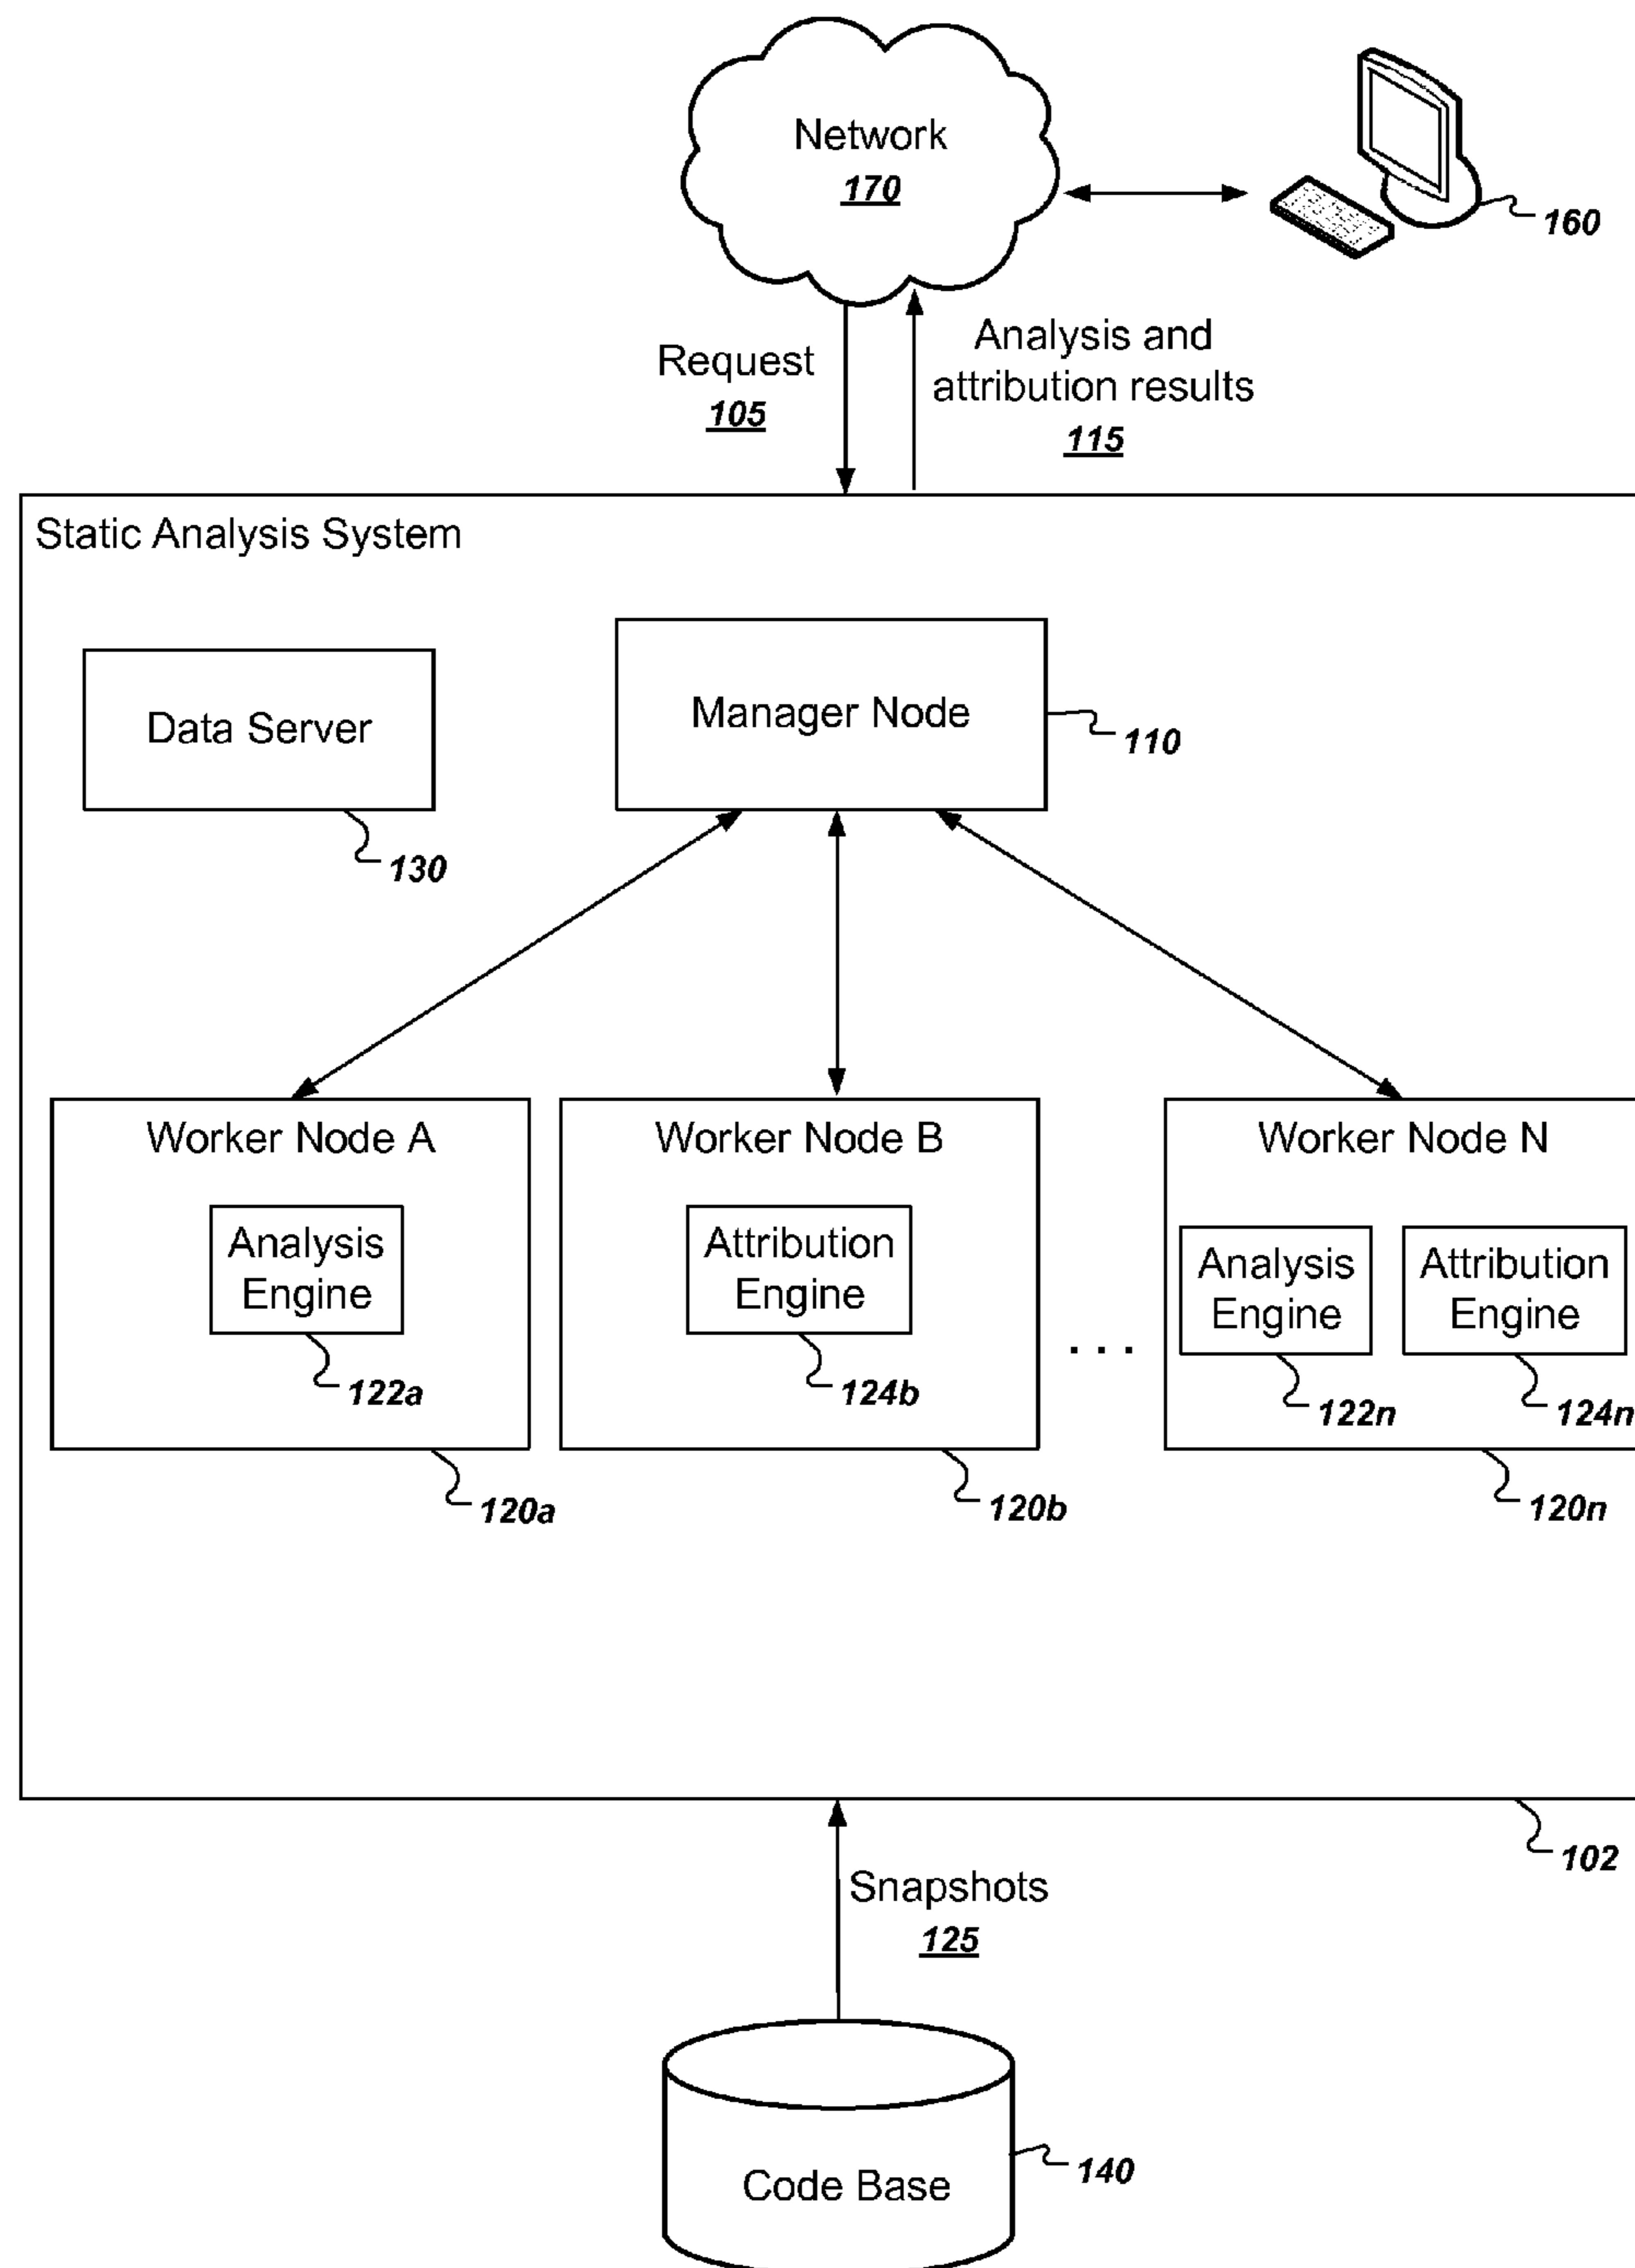 Network
170
160
Request
105
Analysis and
attribution results
115
Static Analysis System
Data Server
130
Manager Node
110
Worker Node A
Analysis
Engine
122a
120a
Worker Node B
Attribution
Engine
124b
120b
. . .
Worker Node N
Analysis
Engine
122n
Attribution
Engine
124n
120n
102
Snapshots
125
Code Base
140